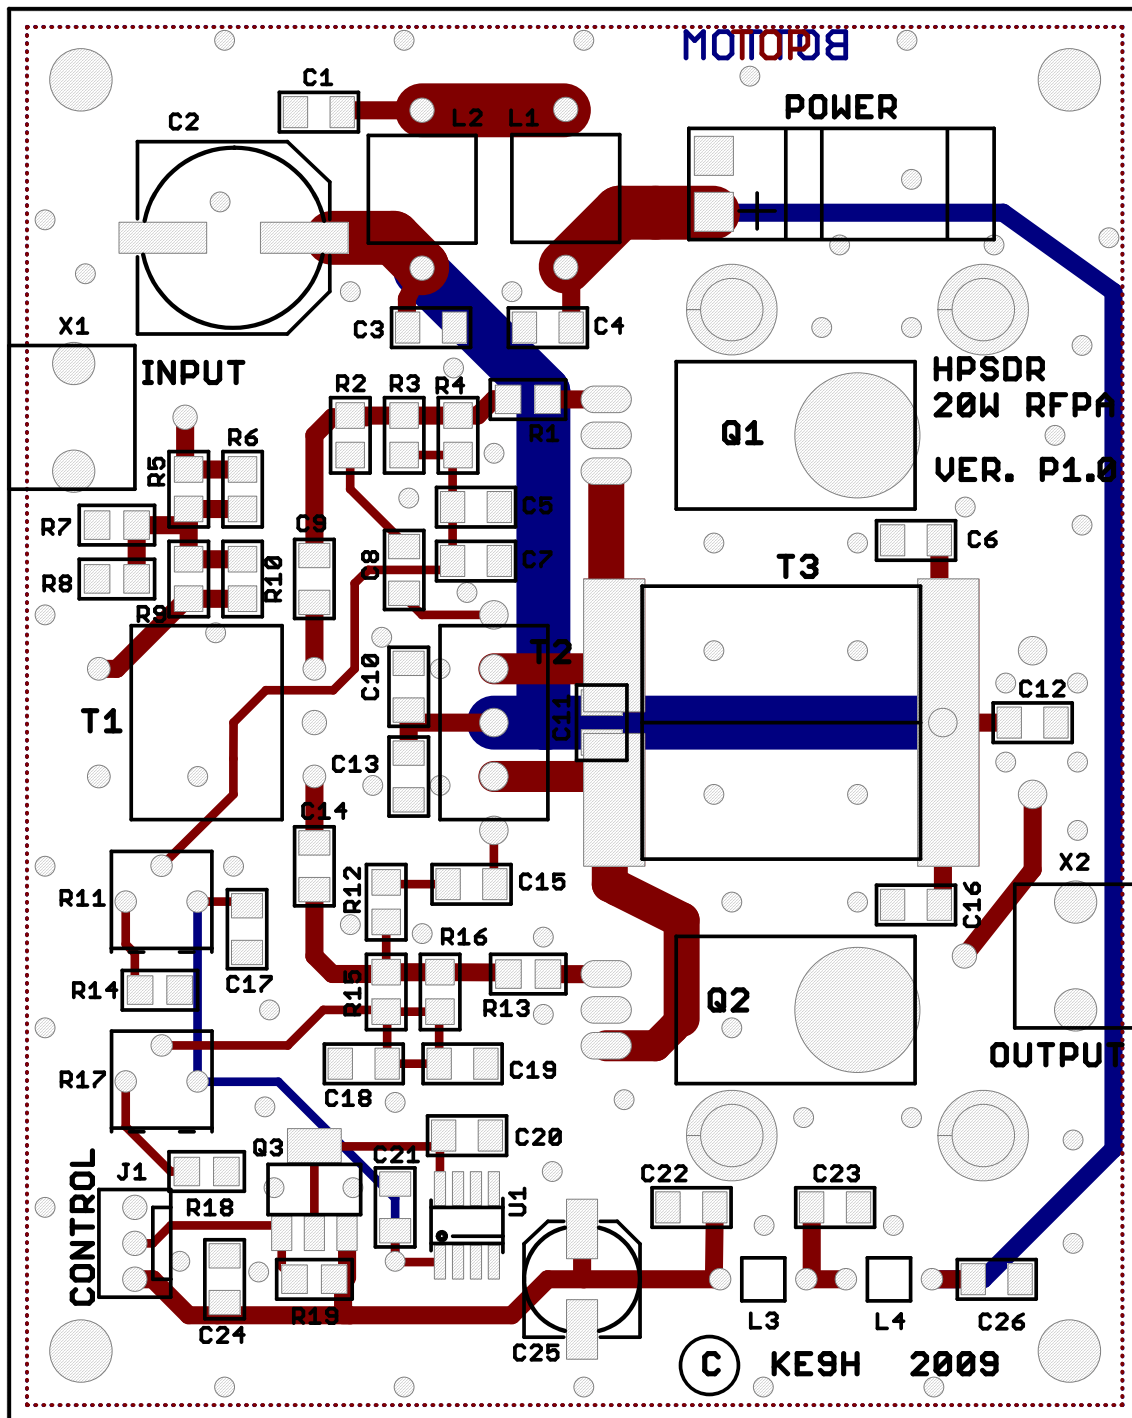 TOP
BOTTOM
C1
POWER
C2
L2
L1
+
X1
C3
C4
INPUT
HPSDR
20W RFPA
VER. P1.0
R2
R3
R4
R1
Q1
R5
R6
R7
C9
C5
C6
R8
R10
C8
C7
T3
R9
T2
C10
C12
T1
C11
C13
C14
X2
R11
R12
C15
C16
R16
R14
C17
R15
R13
Q2
OUTPUT
R17
C18
C19
Q3
C20
CONTROL
J1
C21
U1
C22
C23
R18
R19
C24
C25
L3
L4
C26
C KE9H 2009